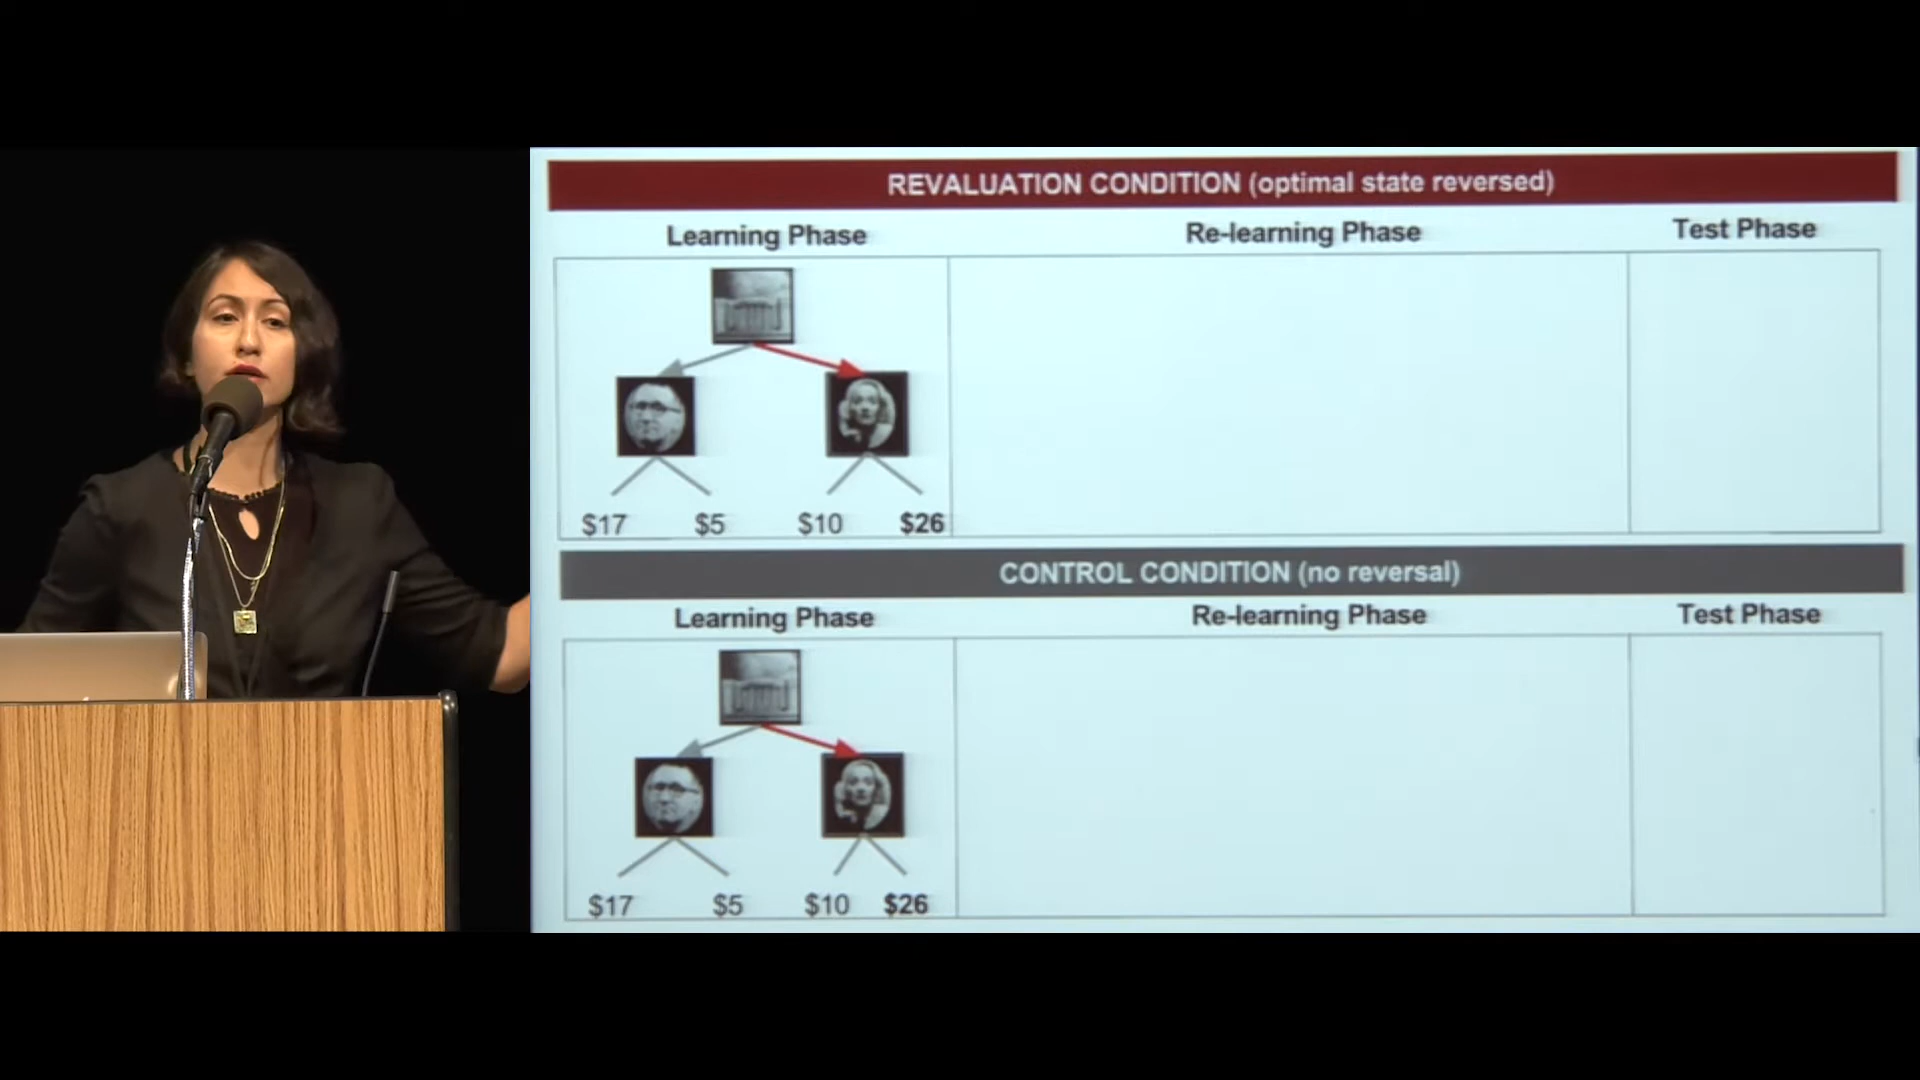 REVALUATION CONDITION (optimal state reversed)
Learning Phase
Re-learning Phase
Test Phase
$17
$5
$10
$26
CONTROL CONDITION (no reversal)
Learning Phase
Re-learning Phase
Test Phase
$17
$5
$10
$26